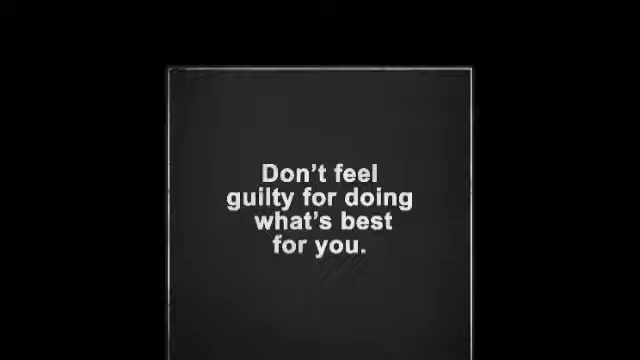 Don't feel
guilty for doing
what's best
for you.